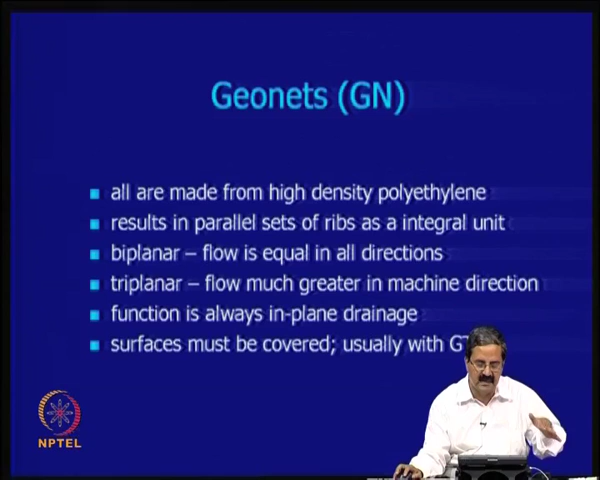 Geonets (GN)
all are made from high density polyethylene
results in parallel sets of ribs as a integral unit
biplanar – flow is equal in all directions
triplanar – flow much greater in machine direction
function is always in-plane drainage
surfaces must be covered; usually with
NPTEL